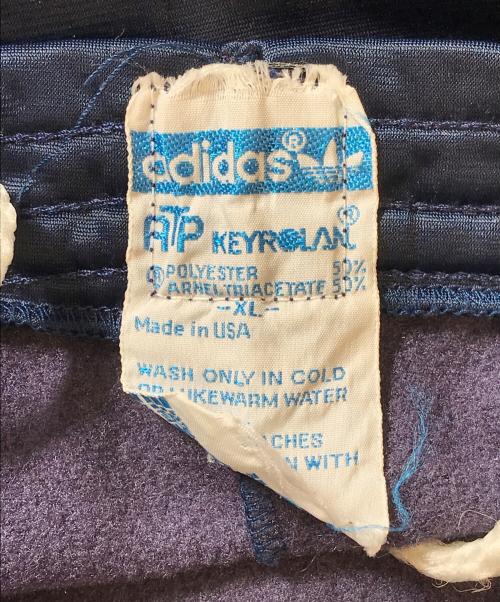 adidas®
ATP KEYROLAN®
® POLYESTER 50%
ARNEL TRIACETATE 50%
-XL-
Made in USA
WASH ONLY IN COLD
OR LUKEWARM WATER
WITH